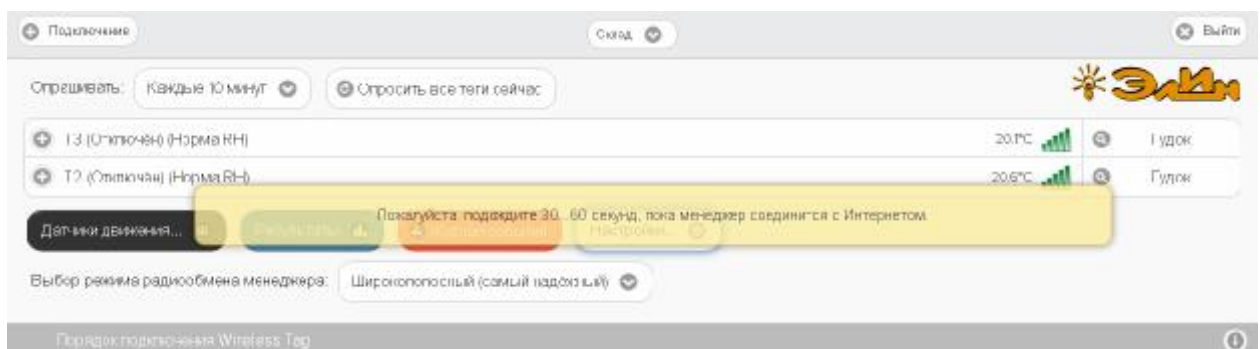 Подключение Склад Выйти
Опрашивать: Каждые 10 минут Опросить все теги сейчас ЭлИн
Т3 (Отключён) (Норма RH) 20.1°C Гудок
Т2 (Отключён) (Норма RH) 20.6°C Гудок
Пожалуйста подождите 30...60 секунд, пока менеджер соединится с Интернетом
Датчики движения... Настройки...
Выбор режима радиообмена менеджера: Широкополосный (самый надёжный)
Порядок подключения Wireless Tag